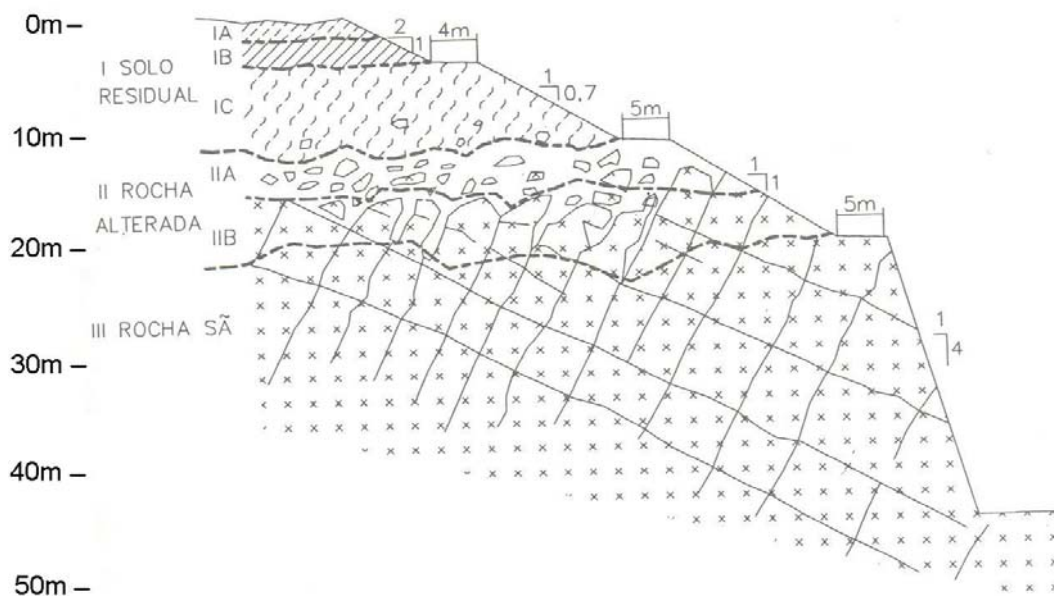 0m
IA
2
1
4m
IB
I SOLO
RESIDUAL
IC
1
0.7
5m
10m
IIA
1
1
II ROCHA
ALTERADA
5m
IIB
20m
III ROCHA SÃ
1
4
30m
40m
50m